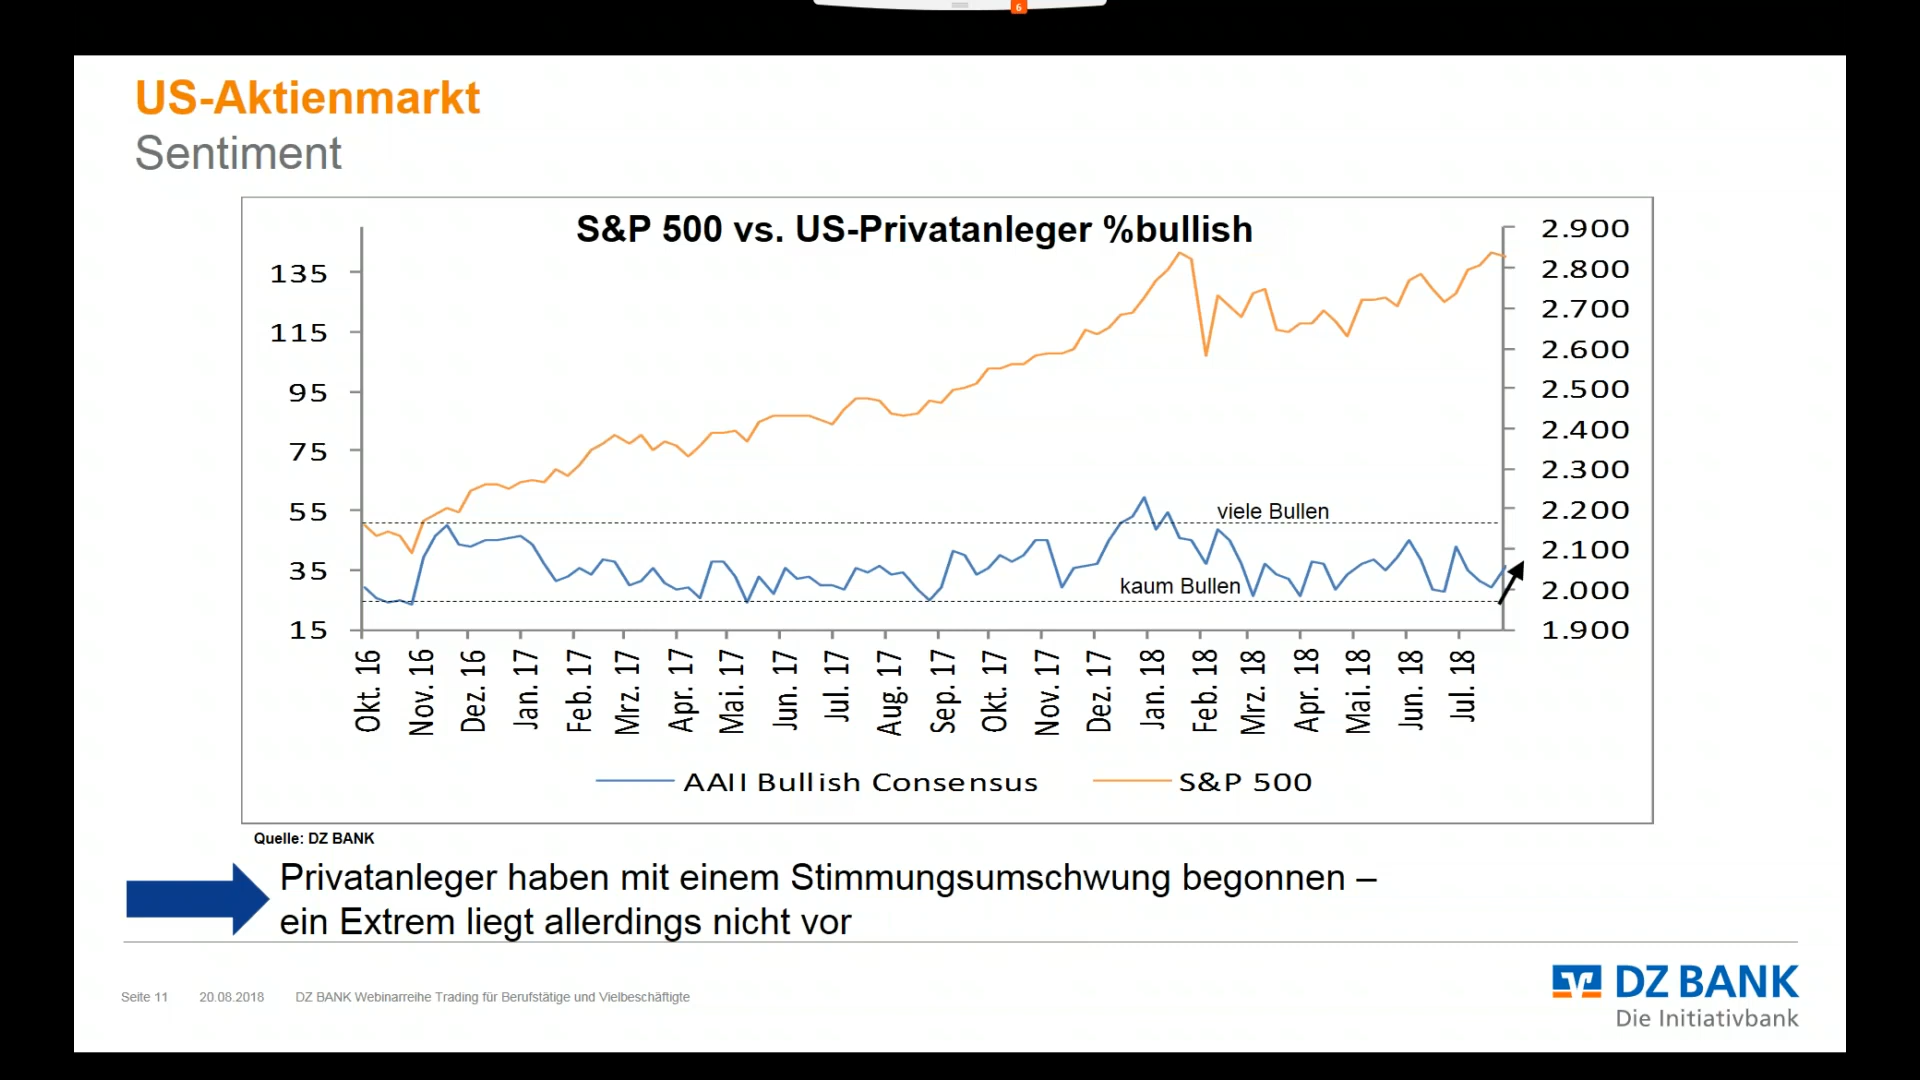 6
US-Aktienmarkt
Sentiment
S&P 500 vs. US-Privatanleger %bullish
135
115
95
75
55
35
15
2.900
2.800
2.700
2.600
2.500
2.400
2.300
2.200
2.100
2.000
1.900
viele Bullen
kaum Bullen
Okt. 16
Nov. 16
Dez. 16
Jan. 17
Feb. 17
Mrz. 17
Apr. 17
Mai. 17
Jun. 17
Jul. 17
Aug. 17
Sep. 17
Okt. 17
Nov. 17
Dez. 17
Jan. 18
Feb. 18
Mrz. 18
Apr. 18
Mai. 18
Jun. 18
Jul. 18
AAII Bullish Consensus
S&P 500
Quelle: DZ BANK
Privatanleger haben mit einem Stimmungsumschwung begonnen –
ein Extrem liegt allerdings nicht vor
Seite 11 20.08.2018 DZ BANK Webinarreihe Trading für Berufstätige und Vielbeschäftigte
DZ BANK
Die Initiativbank